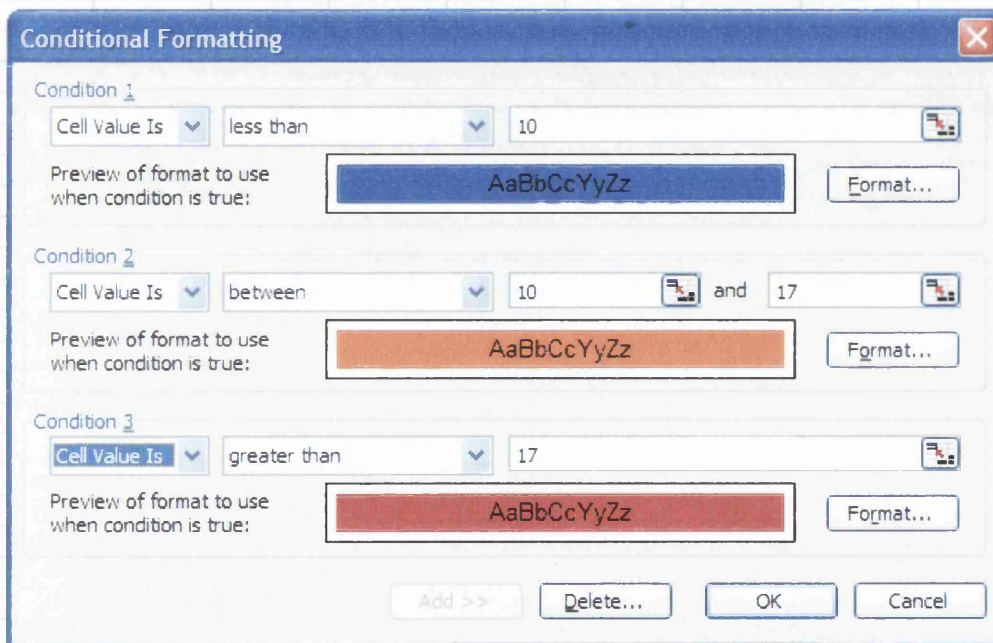 Conditional Formatting
Condition 1
Cell Value Is less than 10
Preview of format to use
when condition is true:
AaBbCcYyZz
Format...
Condition 2
Cell Value Is between 10 and 17
Preview of format to use
when condition is true:
AaBbCcYyZz
Format...
Condition 3
Cell Value Is greater than 17
Preview of format to use
when condition is true:
AaBbCcYyZz
Format...
Add >> Delete... OK Cancel